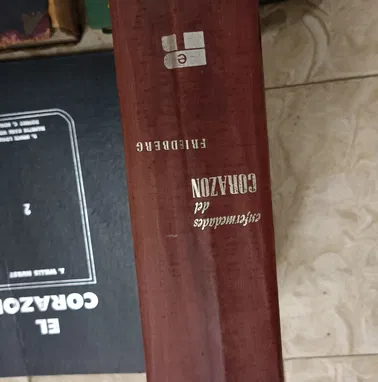 enfermedades
del
CORAZON
FRIEDBERG
EL
CORAZON
2
J. WILLIS HURST